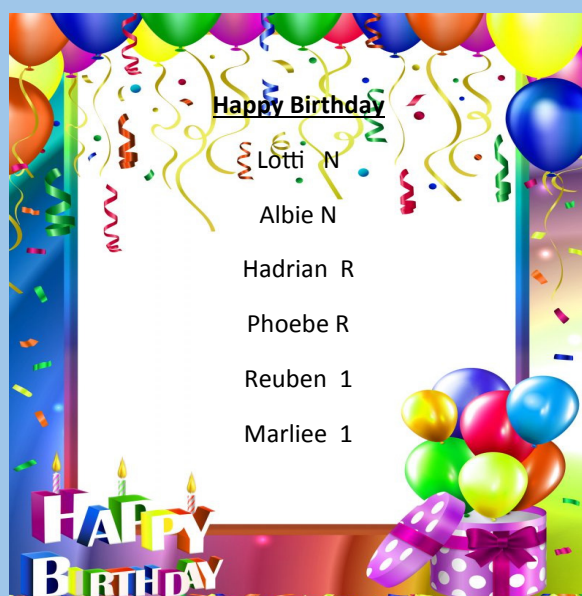 Happy Birthday
Lotti N
Albie N
Hadrian R
Phoebe R
Reuben 1
Marliee 1
HAPPY
BIRTHDAY